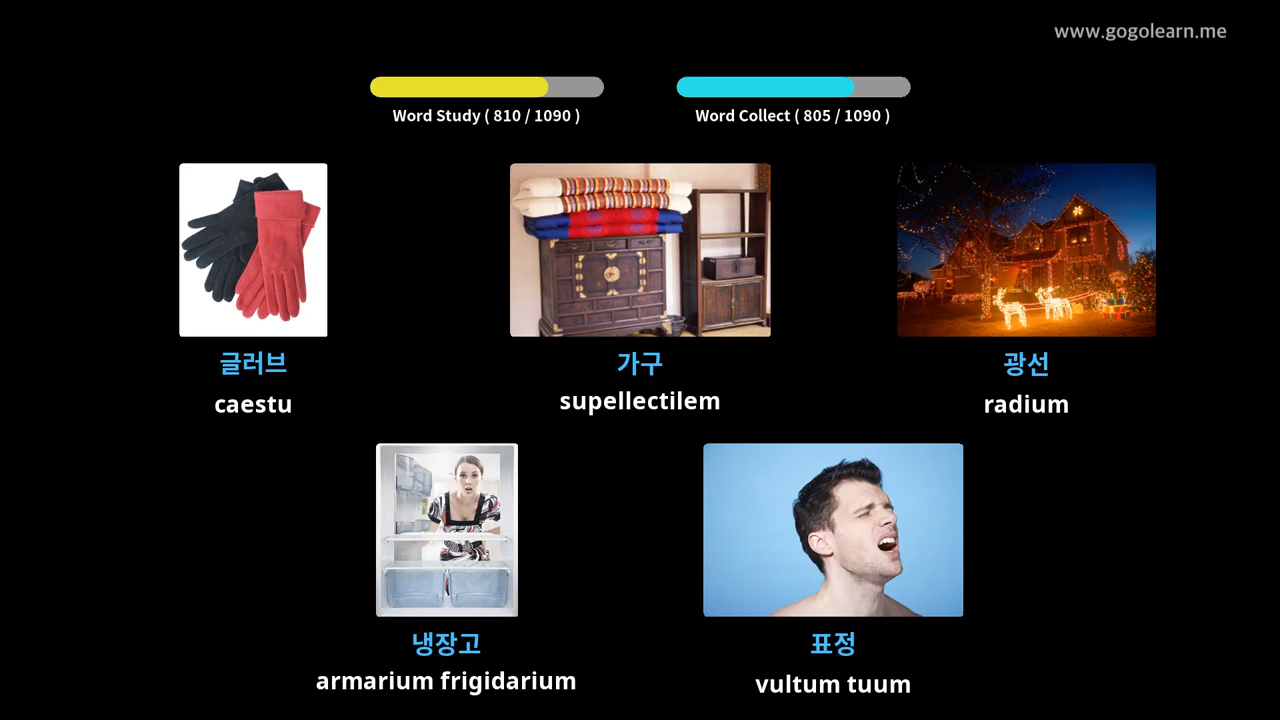 www.gogolearn.me
Word Study ( 810 / 1090 )
Word Collect ( 805 / 1090 )
글러브
가구
광선
caestu
supellectilem
radium
냉장고
표정
armarium frigidarium
vultum tuum